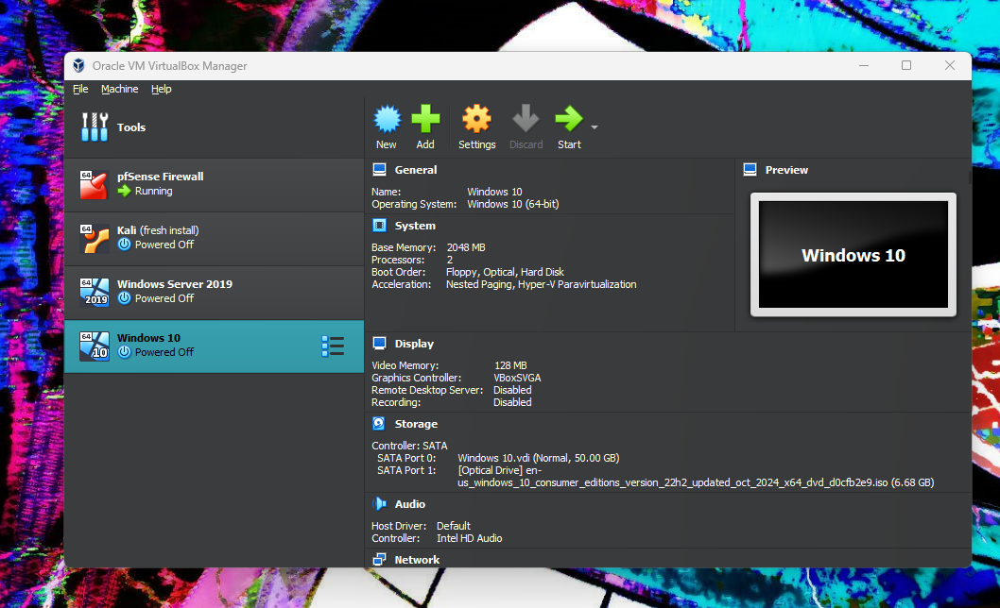 Oracle VM VirtualBox Manager
File Machine Help
Tools
New Add Settings Discard Start
64
pfSense Firewall
Running
64
Kali (fresh install)
Powered Off
64
2019
Windows Server 2019
Powered Off
64
10
Windows 10
Powered Off
General
Name: Windows 10
Operating System: Windows 10 (64-bit)
System
Base Memory: 2048 MB
Processors: 2
Boot Order: Floppy, Optical, Hard Disk
Acceleration: Nested Paging, Hyper-V Paravirtualization
Preview
Windows 10
Display
Video Memory: 128 MB
Graphics Controller: VBoxSVGA
Remote Desktop Server: Disabled
Recording: Disabled
Storage
Controller: SATA
SATA Port 0: Windows 10.vdi (Normal, 50.00 GB)
SATA Port 1: [Optical Drive] en-
us_windows_10_consumer_editions_version_22h2_updated_oct_2024_x64_dvd_d0cfb2e9.iso (6.68 GB)
Audio
Host Driver: Default
Controller: Intel HD Audio
Network